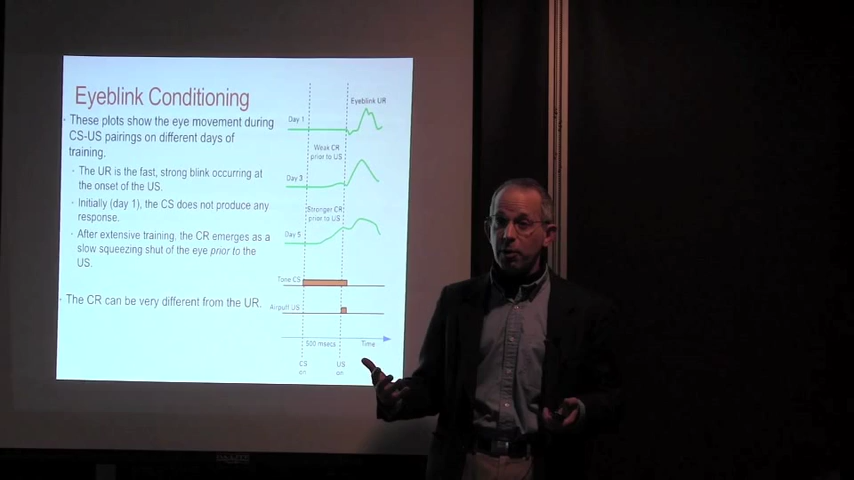 Eyeblink Conditioning
These plots show the eye movement during
CS-US pairings on different days of
training.
The UR is the fast, strong blink occurring at
the onset of the US.
Initially (day 1), the CS does not produce any
response.
After extensive training, the CR emerges as a
slow squeezing shut of the eye prior to the
US.
The CR can be very different from the UR.
Eyeblink UR
Day 1
Weak CR
prior to US
Day 3
Stronger CR
prior to US
Day 5
Tone CS
Airpuff US
500 msecs
Time
CS
on
US
on